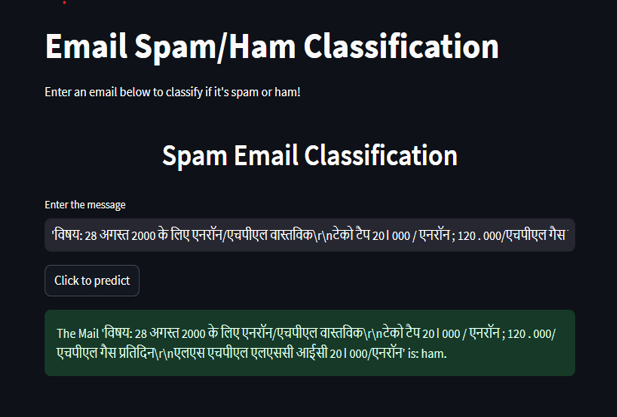 Email Spam/Ham Classification
Enter an email below to classify if it's spam or ham!
Spam Email Classification
Enter the message
'विषय: 28 अगस्त 2000 के लिए एनरॉन/एचपीएल वास्तविक\r\nटेको टैप 20। 000 / एनरॉन ; 120 . 000/एचपीएल गैस
Click to predict
The Mail 'विषय: 28 अगस्त 2000 के लिए एनरॉन/एचपीएल वास्तविक\r\nटेको टैप 20। 000 / एनरॉन ; 120 . 000/
एचपीएल गैस प्रतिदिन\r\nएलएस एचपीएल एलएससी आईसी 20। 000/एनरॉन' is: ham.